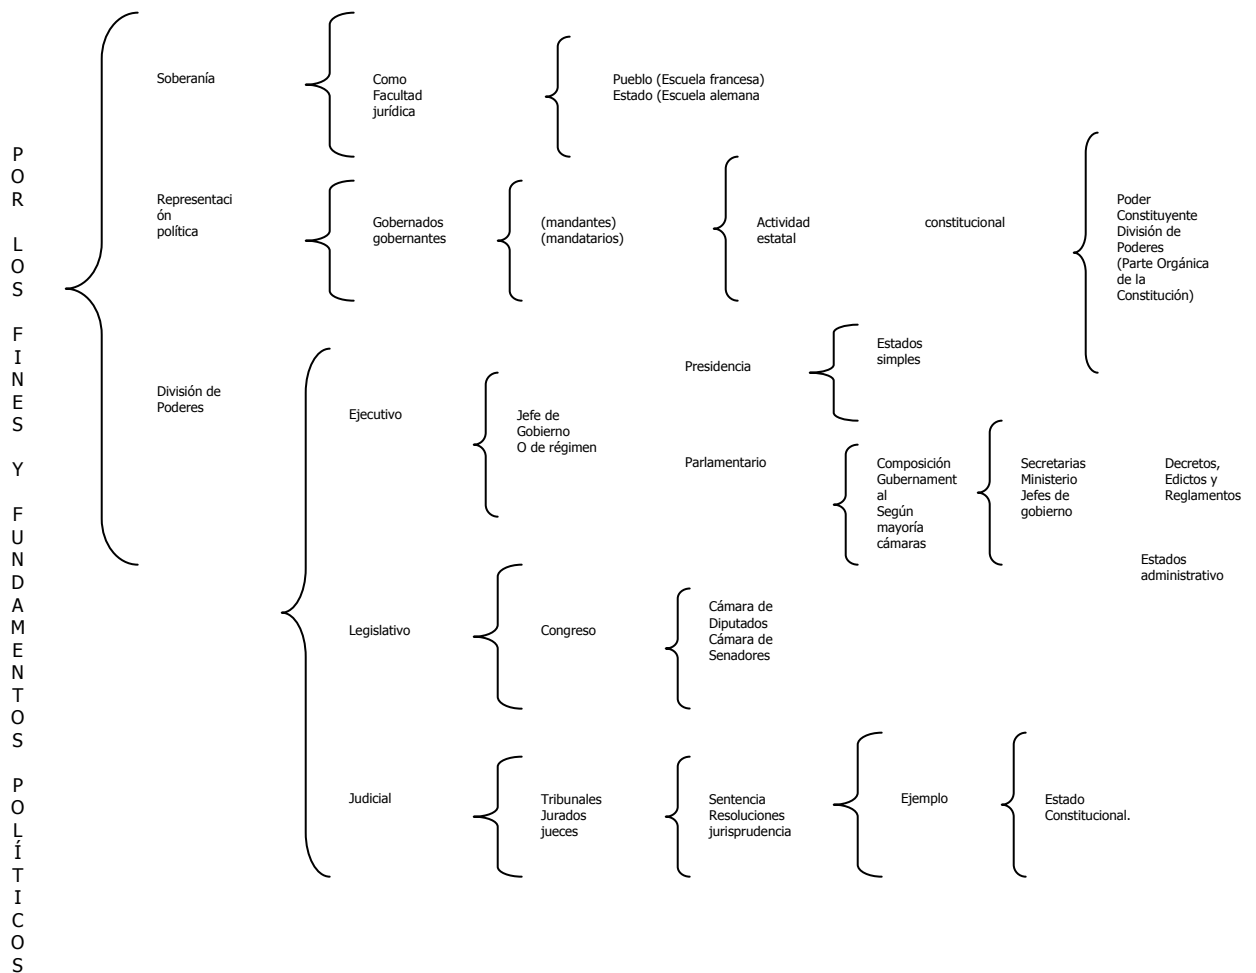 POR LOS FINES Y FUNDAMENTOS POLÍTICOS
Soberanía
Como
Facultad
jurídica
Pueblo (Escuela francesa)
Estado (Escuela alemana
Representaci
ón
política
Gobernados
gobernantes
(mandantes)
(mandatarios)
Actividad
estatal
constitucional
Poder
Constituyente
División de
Poderes
(Parte Orgánica
de la
Constitución)
División de
Poderes
Ejecutivo
Jefe de
Gobierno
O de régimen
Presidencia
Estados
simples
Parlamentario
Composición
Gubernament
al
Según
mayoría
cámaras
Secretarias
Ministerio
Jefes de
gobierno
Decretos,
Edictos y
Reglamentos
Estados
administrativo
Legislativo
Congreso
Cámara de
Diputados
Cámara de
Senadores
Judicial
Tribunales
Jurados
jueces
Sentencia
Resoluciones
jurisprudencia
Ejemplo
Estado
Constitucional.